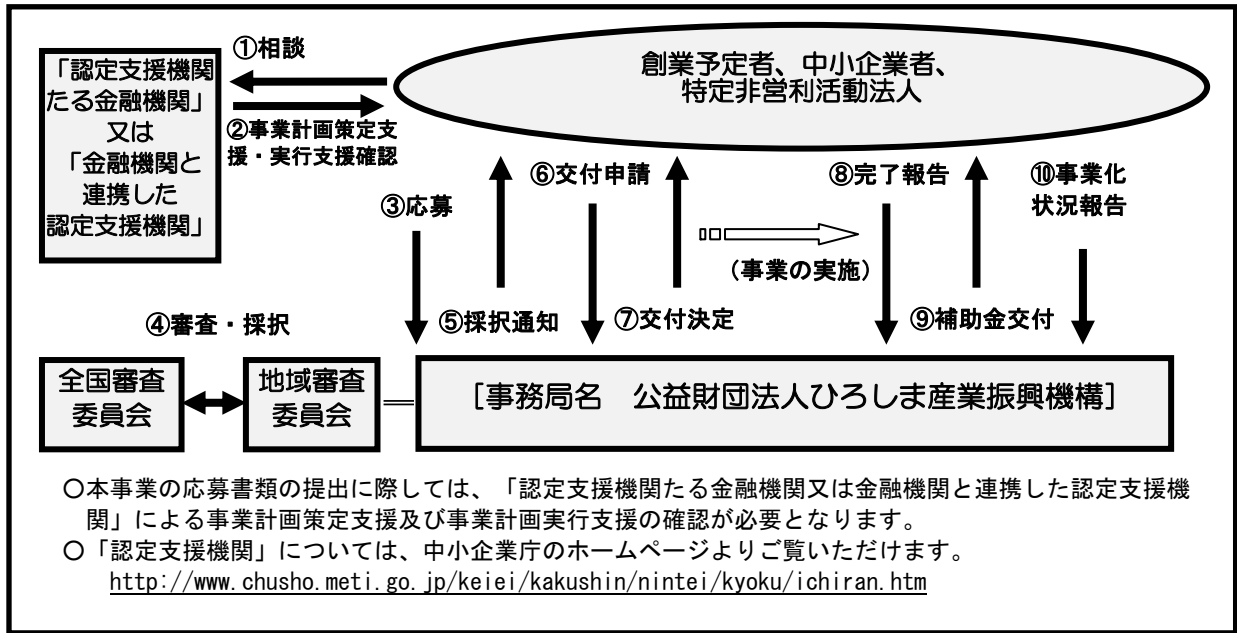 ①相談
「認定支援機関
たる金融機関」
又は
「金融機関と
連携した
認定支援機関」
②事業計画策定支
援・実行支援確認
創業予定者、中小企業者、
特定非営利活動法人
③応募
⑥交付申請
⑧完了報告
⑩事業化
状況報告
(事業の実施)
④審査・採択
⑤採択通知
⑦交付決定
⑨補助金交付
全国審査
委員会
地域審査
委員会
[事務局名 公益財団法人ひろしま産業振興機構]
○本事業の応募書類の提出に際しては、「認定支援機関たる金融機関又は金融機関と連携した認定支援機
関」による事業計画策定支援及び事業計画実行支援の確認が必要となります。
○「認定支援機関」については、中小企業庁のホームページよりご覧いただけます。
http://www.chusho.meti.go.jp/keiei/kakushin/nintei/kyoku/ichiran.htm